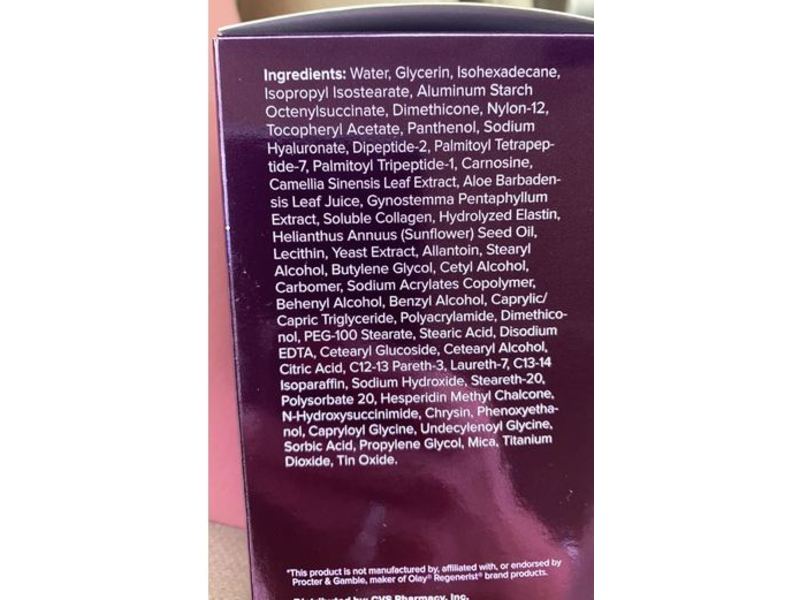 Ingredients: Water, Glycerin, Isohexadecane,
Isopropyl Isostearate, Aluminum Starch
Octenylsuccinate, Dimethicone, Nylon-12,
Tocopheryl Acetate, Panthenol, Sodium
Hyaluronate, Dipeptide-2, Palmitoyl Tetrapep-
tide-7, Palmitoyl Tripeptide-1, Carnosine,
Camellia Sinensis Leaf Extract, Aloe Barbaden-
sis Leaf Juice, Gynostemma Pentaphyllum
Extract, Soluble Collagen, Hydrolyzed Elastin,
Helianthus Annuus (Sunflower) Seed Oil,
Lecithin, Yeast Extract, Allantoin, Stearyl
Alcohol, Butylene Glycol, Cetyl Alcohol,
Carbomer, Sodium Acrylates Copolymer,
Behenyl Alcohol, Benzyl Alcohol, Caprylic/
Capric Triglyceride, Polyacrylamide, Dimethico-
nol, PEG-100 Stearate, Stearic Acid, Disodium
EDTA, Cetearyl Glucoside, Cetearyl Alcohol,
Citric Acid, C12-13 Pareth-3, Laureth-7, C13-14
Isoparaffin, Sodium Hydroxide, Steareth-20,
Polysorbate 20, Hesperidin Methyl Chalcone,
N-Hydroxysuccinimide, Chrysin, Phenoxyetha-
nol, Capryloyl Glycine, Undecylenoyl Glycine,
Sorbic Acid, Propylene Glycol, Mica, Titanium
Dioxide, Tin Oxide.
*This product is not manufactured by, affiliated with, or endorsed by
Procter & Gamble, maker of Olay® Regenerist® brand products.
Distributed by: CVS Pharmacy, Inc.